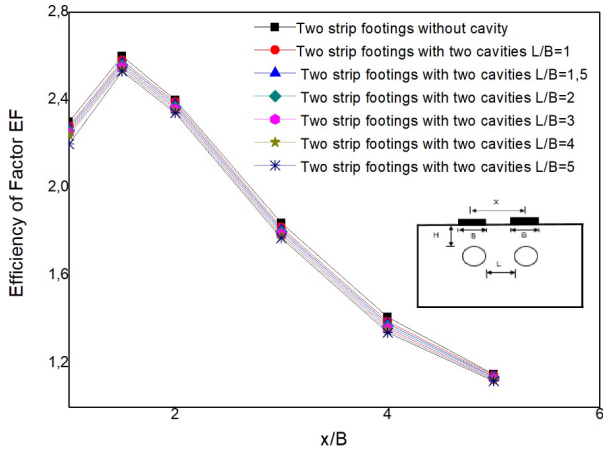 2,8
2,4
2,0
1,6
1,2
Efficiency of Factor EF
Two strip footings without cavity
Two strip footings with two cavities L/B=1
Two strip footings with two cavities L/B=1,5
Two strip footings with two cavities L/B=2
Two strip footings with two cavities L/B=3
Two strip footings with two cavities L/B=4
Two strip footings with two cavities L/B=5
X
H B B
L
2 4 6
x/B